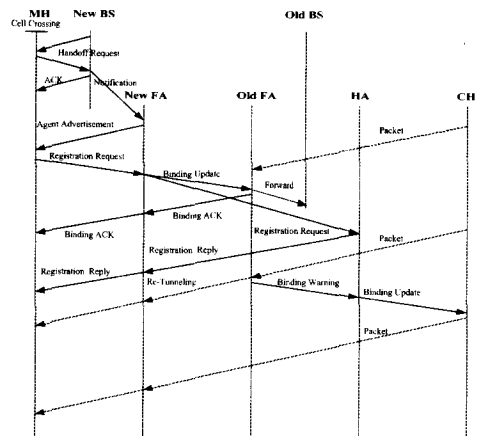 MH
New BS
Old BS
Cell Crossing
Handoff Request
ACK
Notification
New FA
Old FA
HA
CH
Agent Advertisement
Packet
Registration Request
Binding Update
Forward
Binding ACK
Binding ACK
Registration Request
Packet
Registration Reply
Registration Reply
Re-Tunneling
Binding Warning
Binding Update
Packet